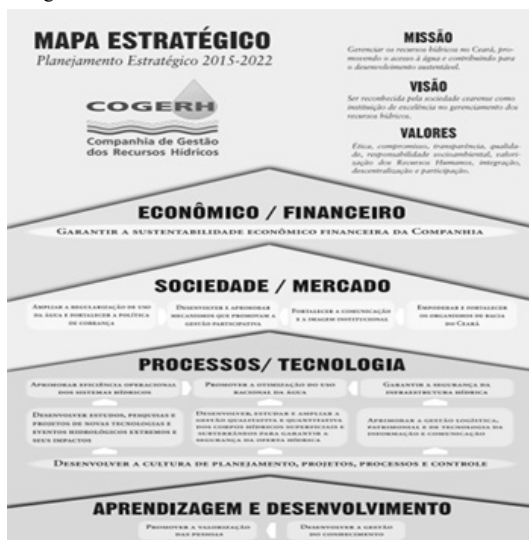 MAPA ESTRATÉGICO
Planejamento Estratégico 2015-2022
COGERH
Companhia de Gestão
dos Recursos Hídricos
MISSÃO
Gerenciar os recursos hídricos no Ceará, pro-
movendo o acesso à água e contribuindo para
o desenvolvimento sustentável.
VISÃO
Ser reconhecida pela sociedade cearense como
instituição de excelência no gerenciamento dos
recursos hídricos.
VALORES
Ética, compromisso, transparência, qualida-
de, responsabilidade socioambiental, valori-
zação dos Recursos Humanos, integração,
descentralização e participação.
ECONÔMICO / FINANCEIRO
GARANTIR A SUSTENTABILIDADE ECONÔMICO FINANCEIRA DA COMPANHIA
SOCIEDADE / MERCADO
AMPLIAR A REGULARIZAÇÃO DE USO
DA ÁGUA E FORTALECER A POLÍTICA
DE COBRANÇA
DESENVOLVER E APRIMORAR
MECANISMOS QUE PROMOVAM A
GESTÃO PARTICIPATIVA
FORTALECER A COMUNICAÇÃO
E A IMAGEM INSTITUCIONAL
EMPODERAR E FORTALECER
OS ORGANISMOS DE BACIA
DO CEARÁ
PROCESSOS/ TECNOLOGIA
APRIMORAR EFICIÊNCIA OPERACIONAL
DOS SISTEMAS HÍDRICOS
PROMOVER A OTIMIZAÇÃO DO USO
RACIONAL DA ÁGUA
GARANTIR A SEGURANÇA DA
INFRAESTRUTURA HÍDRICA
DESENVOLVER ESTUDOS, PESQUISAS E
PROJETOS DE NOVAS TECNOLOGIAS E
EVENTOS HIDROLÓGICOS EXTREMOS E
SEUS IMPACTOS
DESENVOLVER, ESTUDAR E AMPLIAR A
GESTÃO QUALITATIVA E QUANTITATIVA
DOS CORPOS HÍDRICOS SUPERFICIAIS E
SUBTERRÂNEOS PARA GARANTIR A
SEGURANÇA DA OFERTA HÍDRICA
APRIMORAR A GESTÃO LOGÍSTICA,
PATRIMONIAL E DE TECNOLOGIA DA
INFORMAÇÃO E COMUNICAÇÃO
DESENVOLVER A CULTURA DE PLANEJAMENTO, PROJETOS, PROCESSOS E CONTROLE
APRENDIZAGEM E DESENVOLVIMENTO
PROMOVER A VALORIZAÇÃO
DAS PESSOAS
DESENVOLVER A GESTÃO
DO CONHECIMENTO